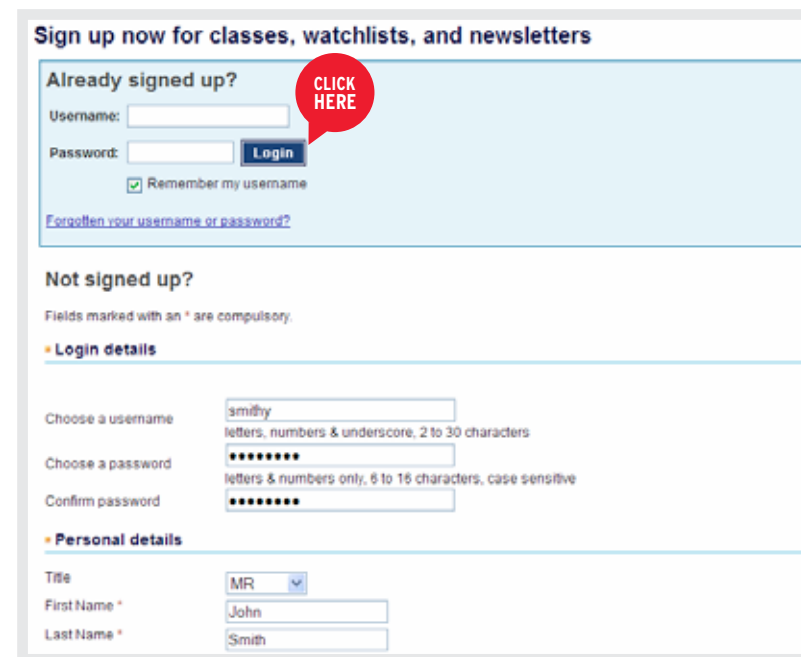 Sign up now for classes, watchlists, and newsletters
Already signed up?
CLICK
HERE
Username:
Password:
Login
Remember my username
Forgotten your username or password?
Not signed up?
Fields marked with an * are compulsory.
Login details
Choose a username
smithy
letters, numbers & underscore, 2 to 30 characters
Choose a password
••••••••
letters & numbers only, 6 to 16 characters, case sensitive
Confirm password
••••••••
Personal details
Title
MR
First Name *
John
Last Name *
Smith